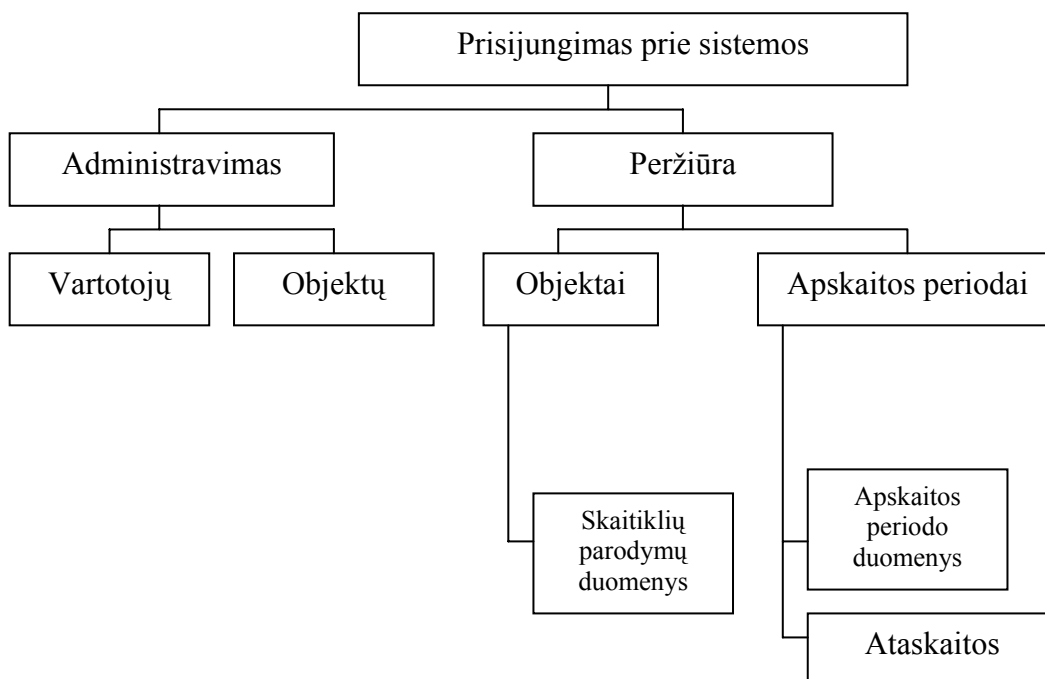 Prisijungimas prie sistemos
Administravimas
Peržiūra
Vartotojų
Objektų
Objektai
Apskaitos periodai
Skaitiklių
parodymų
duomenys
Apskaitos
periodo
duomenys
Ataskaitos